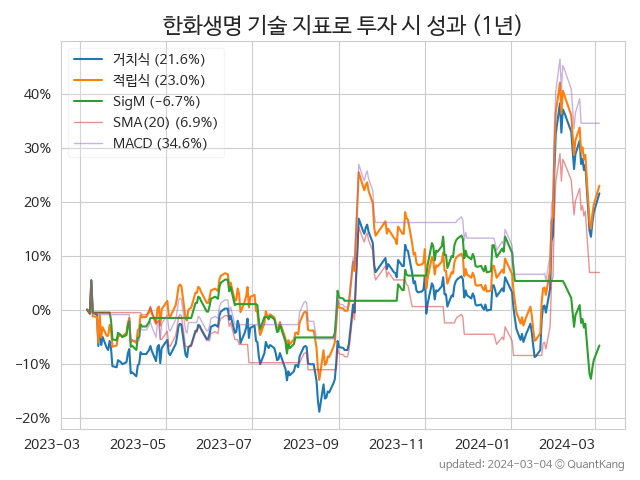 한화생명 기술 지표로 투자 시 성과 (1년)
거치식 (21.6%)
적립식 (23.0%)
SigM (−6.7%)
SMA(20) (6.9%)
MACD (34.6%)
40%
30%
20%
10%
0%
−10%
−20%
2023−03 2023−05 2023−07 2023−09 2023−11 2024−01 2024−03
updated: 2024−03−04 © QuantKang